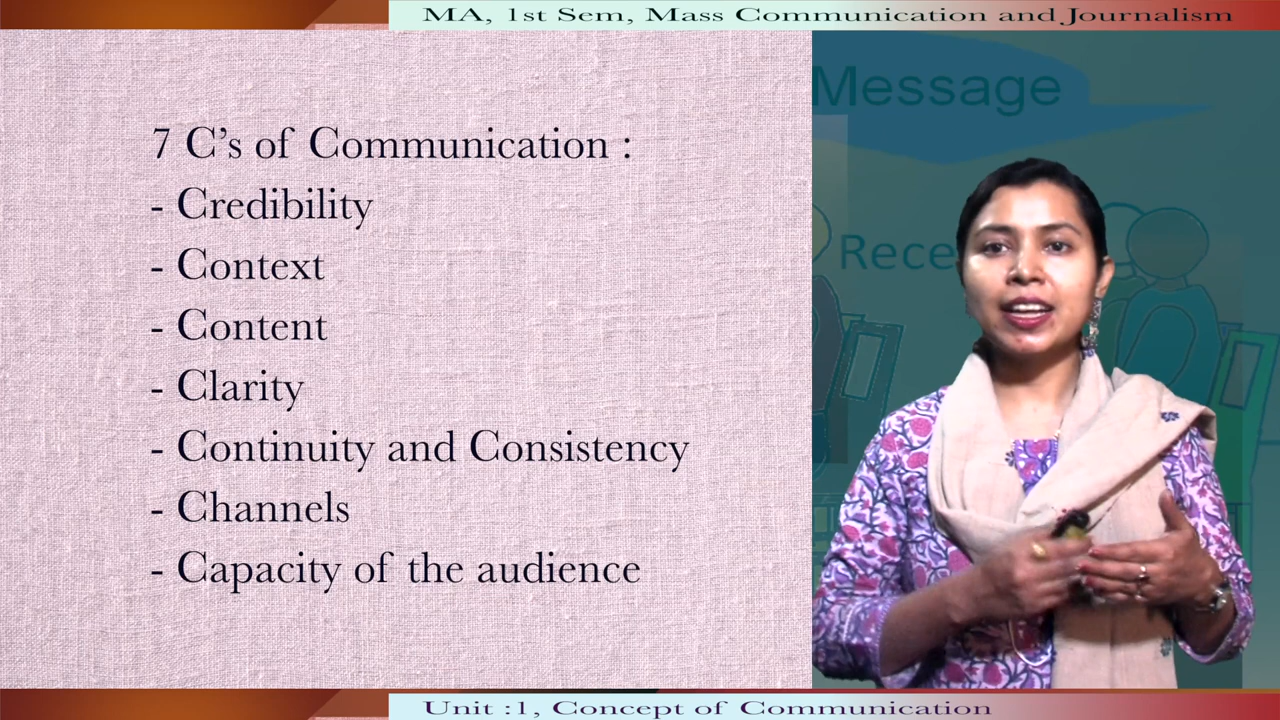 MA, 1st Sem, Mass Communication and Journalism
7 C’s of Communication :
- Credibility
- Context
- Content
- Clarity
- Continuity and Consistency
- Channels
- Capacity of the audience
Message
Unit :1, Concept of Communication